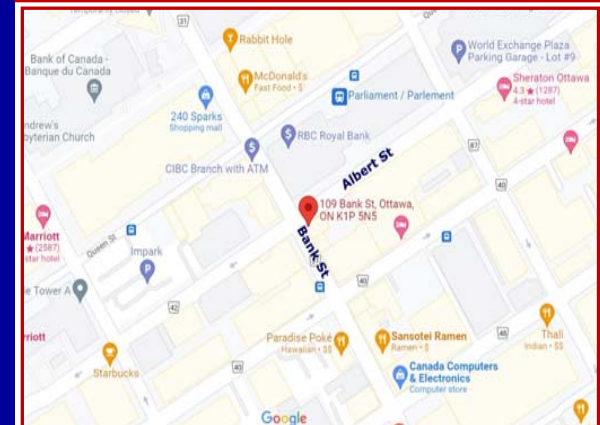 31
Rabbit Hole
Bank of Canada -
Banque du Canada
World Exchange Plaza
Parking Garage - Lot #9
McDonald's
Fast Food • $
Sheraton Ottawa
4.3 ★ (1287)
4-star hotel
Parliament / Parlement
240 Sparks
Shopping mall
ndrew's
byterian Church
RBC Royal Bank
87
CIBC Branch with ATM
Albert St
40
109 Bank St, Ottawa,
ON K1P 5N5
Marriott
★ (2587)
star hotel
Queen St
Bank St
Impark
40
e Tower A
42
rriott
Paradise Poké
Hawaiian • $$
Sansotei Ramen
Ramen • $
48
Thali
Indian • $$
Starbucks
40
Canada Computers
& Electronics
Computer store
Google